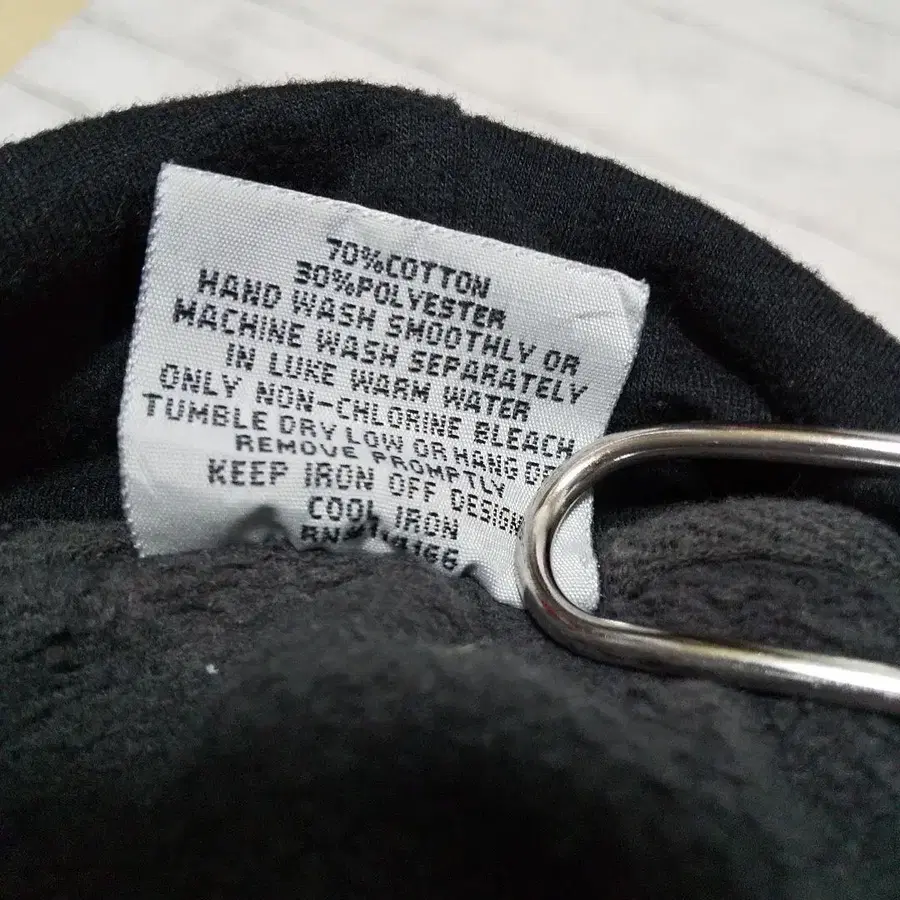 70%COTTON
30%POLYESTER
HAND WASH SMOOTHLY OR
MACHINE WASH SEPARATELY
IN LUKE WARM WATER
ONLY NON-CHLORINE BLEACH
TUMBLE DRY LOW OR HANG
REMOVE PROMPTLY
KEEP IRON OFF DESIGN
COOL IRON